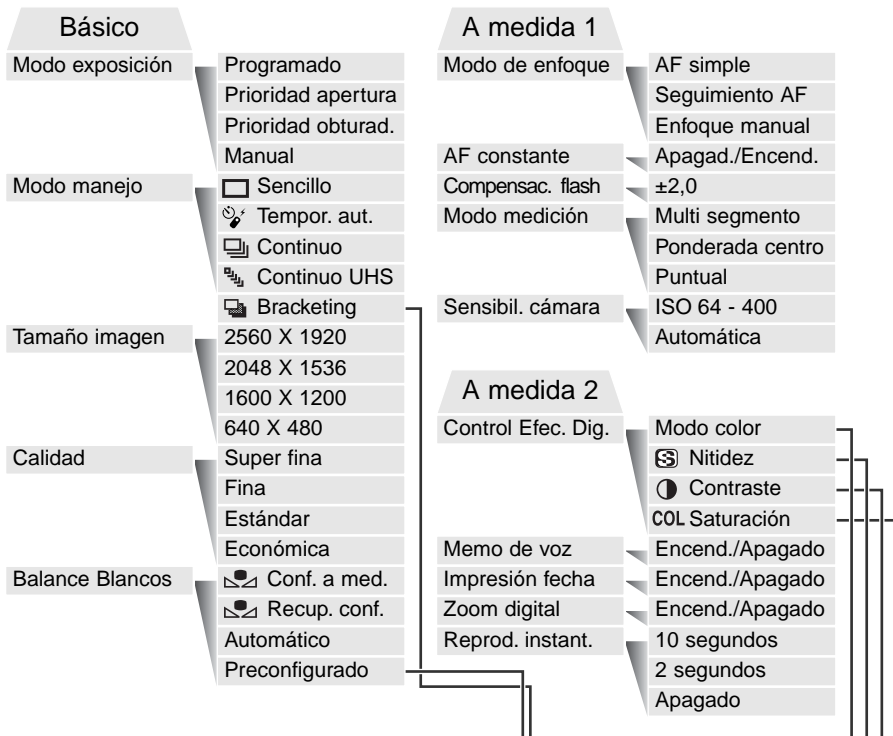 Básico
Modo exposición
Programado
Prioridad apertura
Prioridad obturad.
Manual
Modo manejo
Sencillo
Tempor. aut.
Continuo
Continuo UHS
Bracketing
Tamaño imagen
2560 X 1920
2048 X 1536
1600 X 1200
640 X 480
Calidad
Super fina
Fina
Estándar
Económica
Balance Blancos
Conf. a med.
Recup. conf.
Automático
Preconfigurado
A medida 1
Modo de enfoque
AF simple
Seguimiento AF
Enfoque manual
AF constante
Apagad./Encend.
Compensac. flash
±2,0
Modo medición
Multi segmento
Ponderada centro
Puntual
Sensibil. cámara
ISO 64 - 400
Automática
A medida 2
Control Efec. Dig.
Modo color
S Nitidez
Contraste
COL Saturación
Memo de voz
Encend./Apagado
Impresión fecha
Encend./Apagado
Zoom digital
Encend./Apagado
Reprod. instant.
10 segundos
2 segundos
Apagado